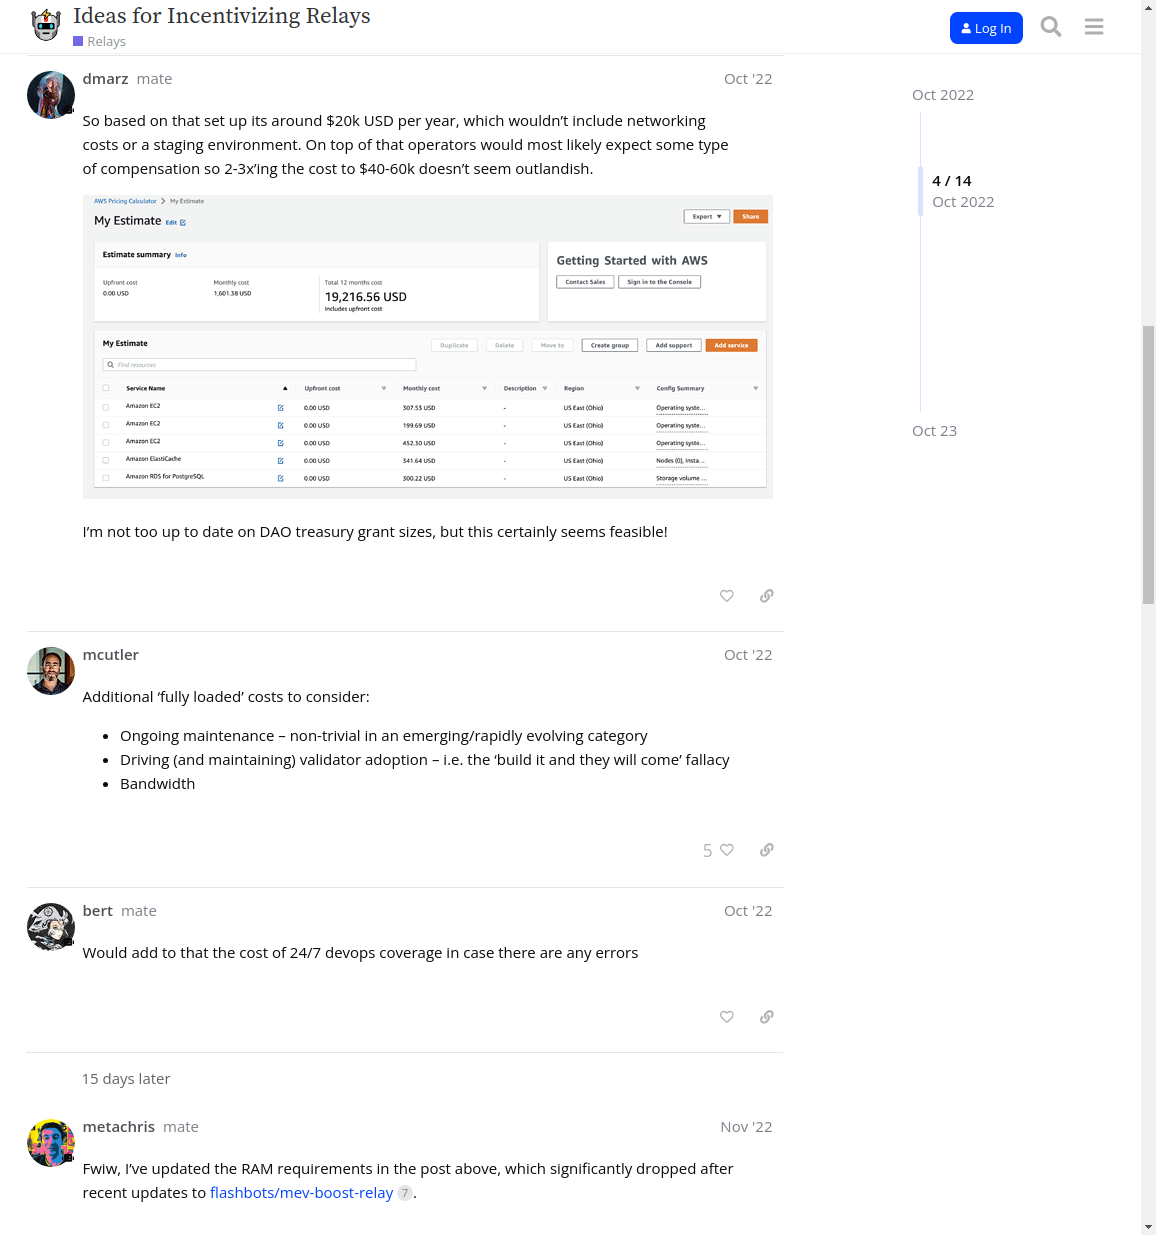 Ideas for Incentivizing Relays
Relays
Log In
dmarz mate Oct '22
So based on that set up its around $20k USD per year, which wouldn’t include networking
costs or a staging environment. On top of that operators would most likely expect some type
of compensation so 2-3x’ing the cost to $40-60k doesn’t seem outlandish.
AWS Pricing Calculator > My Estimate
My Estimate Edit
Export Share
Estimate summary Info
Upfront cost Monthly cost Total 12 months cost
0.00 USD 1,601.38 USD 19,216.56 USD
Includes upfront cost
Getting Started with AWS
Contact Sales Sign in to the Console
My Estimate
Duplicate Delete Move to Create group Add support Add service
Find resources
Service Name Upfront cost Monthly cost Description Region Config Summary
Amazon EC2 0.00 USD 307.53 USD - US East (Ohio) Operating syste...
Amazon EC2 0.00 USD 199.69 USD - US East (Ohio) Operating syste...
Amazon EC2 0.00 USD 452.30 USD - US East (Ohio) Operating syste...
Amazon ElastiCache 0.00 USD 341.64 USD - US East (Ohio) Nodes (0), Insta...
Amazon RDS for PostgreSQL 0.00 USD 300.22 USD - US East (Ohio) Storage volume ...
I’m not too up to date on DAO treasury grant sizes, but this certainly seems feasible!
mcutler Oct '22
Additional ‘fully loaded’ costs to consider:
• Ongoing maintenance – non-trivial in an emerging/rapidly evolving category
• Driving (and maintaining) validator adoption – i.e. the ‘build it and they will come’ fallacy
• Bandwidth
5
bert mate Oct '22
Would add to that the cost of 24/7 devops coverage in case there are any errors
15 days later
metachris mate Nov '22
Fwiw, I’ve updated the RAM requirements in the post above, which significantly dropped after
recent updates to flashbots/mev-boost-relay 7.
Oct 2022
4 / 14
Oct 2022
Oct 23